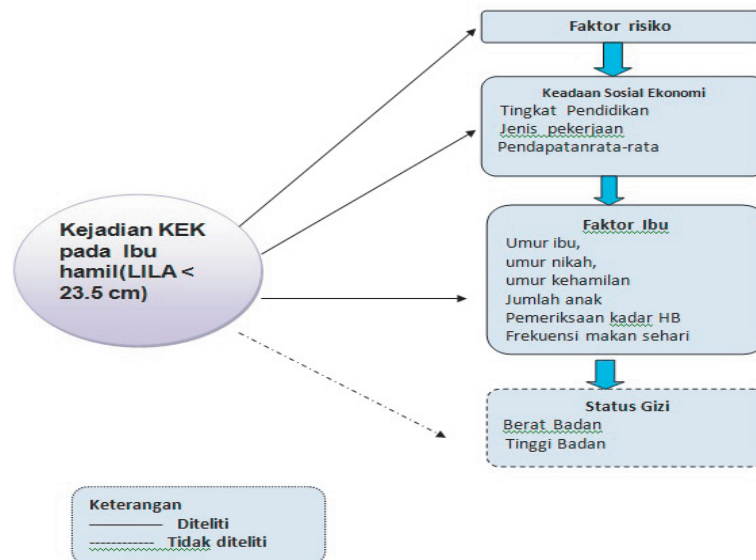 Faktor risiko
Keadaan Sosial Ekonomi
Tingkat Pendidikan
Jenis pekerjaan
Pendapatanrata-rata
Kejadian KEK
pada Ibu
hamil(LILA <
23.5 cm)
Faktor Ibu
Umur ibu,
umur nikah,
umur kehamilan
Jumlah anak
Pemeriksaan kadar HB
Frekuensi makan sehari
Status Gizi
Berat Badan
Tinggi Badan
Keterangan
Diteliti
Tidak diteliti